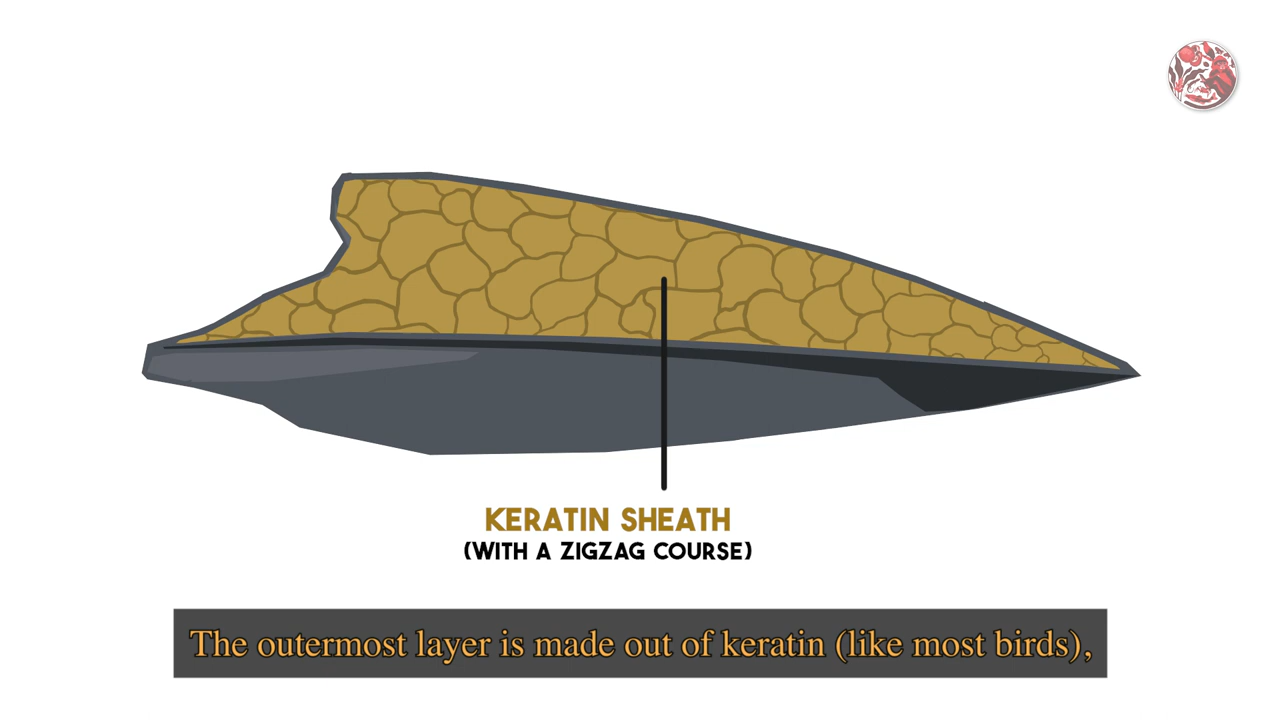 KERATIN SHEATH
(WITH A ZIGZAG COURSE)
The outermost layer is made out of keratin (like most birds),